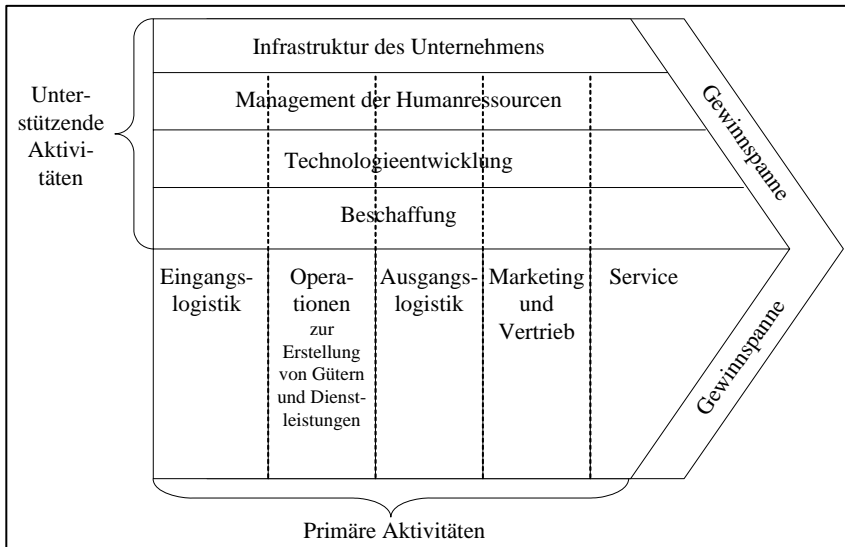 Infrastruktur des Unternehmens
Management der Humanressourcen
Technologieentwicklung
Beschaffung
Unter-
stützende
Aktivi-
täten
Gewinnspanne
Eingangs-
logistik
Opera-
tionen
zur
Erstellung
von Gütern
und Dienst-
leistungen
Ausgangs-
logistik
Marketing
und
Vertrieb
Service
Gewinnspanne
Primäre Aktivitäten